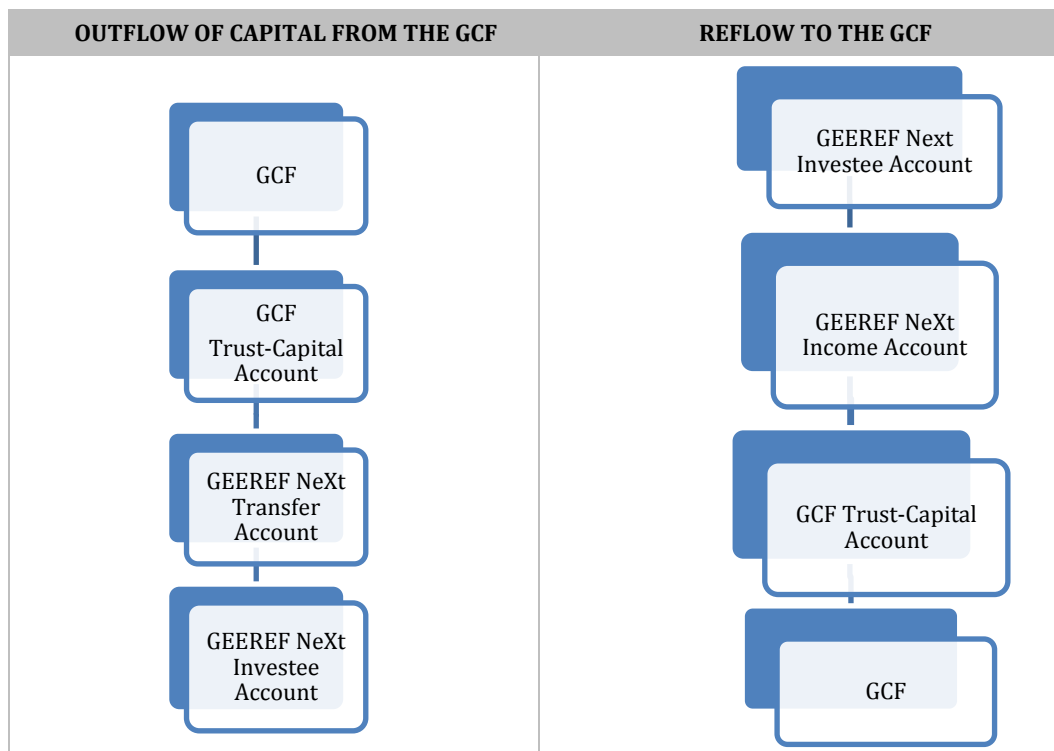 OUTFLOW OF CAPITAL FROM THE GCF
GCF
GCF
Trust-Capital
Account
GEEREF NeXt
Transfer
Account
GEEREF NeXt
Investee
Account
REFLOW TO THE GCF
GEEREF Next
Investee Account
GEEREF NeXt
Income Account
GCF Trust-Capital
Account
GCF